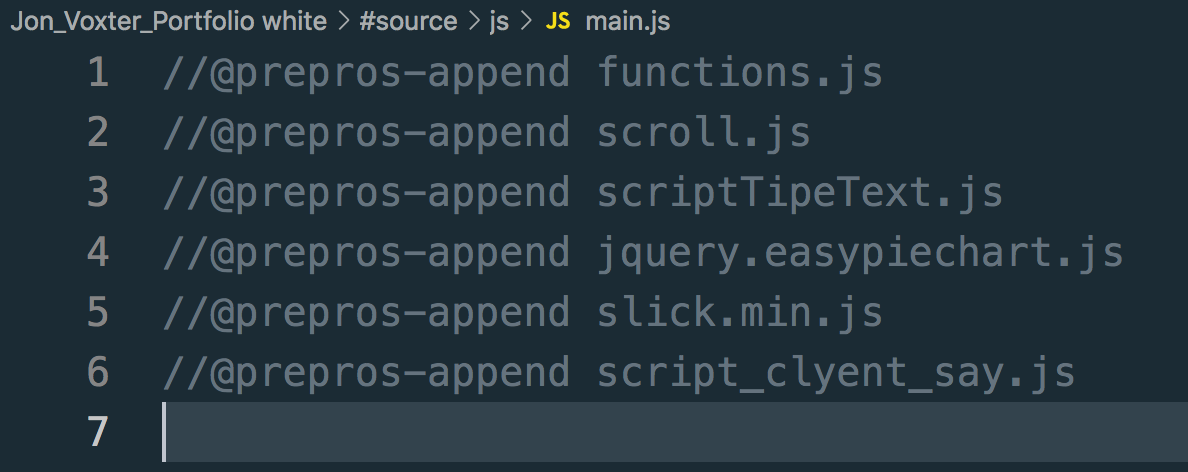 Jon_Voxter_Portfolio white > #source > js > JS main.js
1 //@prepros-append functions.js
2 //@prepros-append scroll.js
3 //@prepros-append scriptTipeText.js
4 //@prepros-append jquery.easypiechart.js
5 //@prepros-append slick.min.js
6 //@prepros-append script_clyent_say.js
7